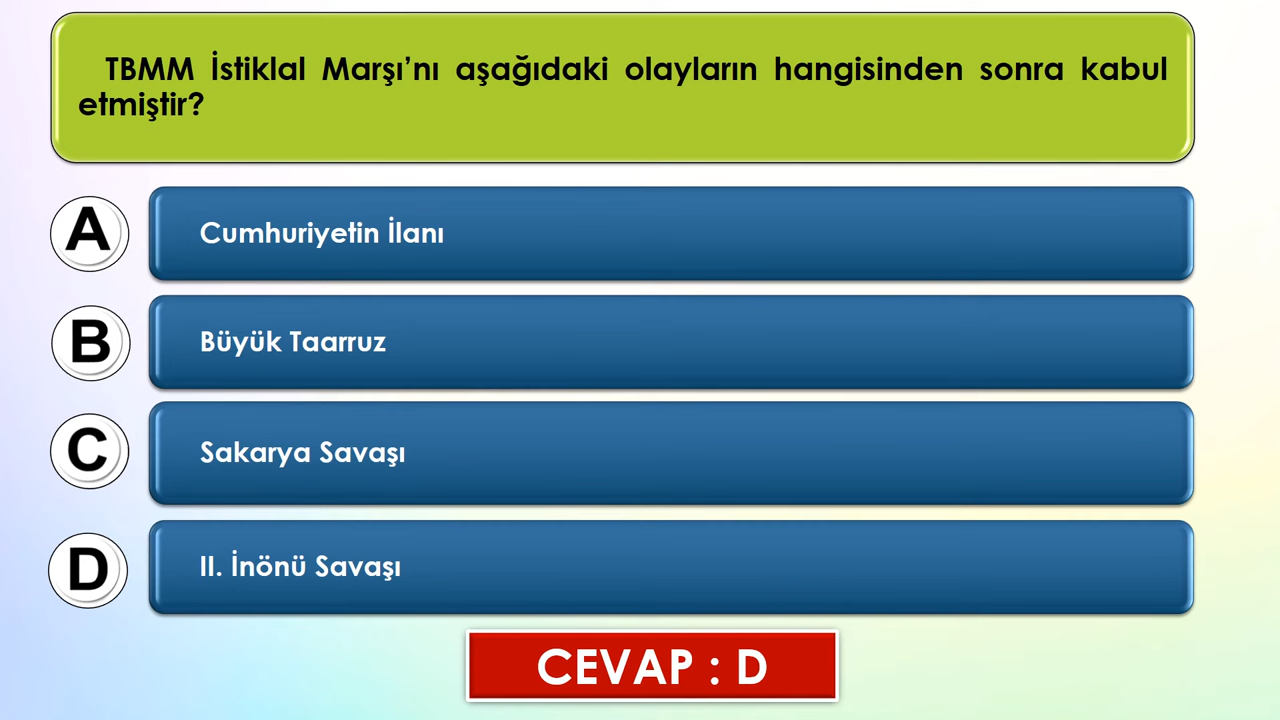 TBMM İstiklal Marşı’nı aşağıdaki olayların hangisinden sonra kabul
etmiştir?
A
Cumhuriyetin İlanı
B
Büyük Taarruz
C
Sakarya Savaşı
D
II. İnönü Savaşı
CEVAP : D